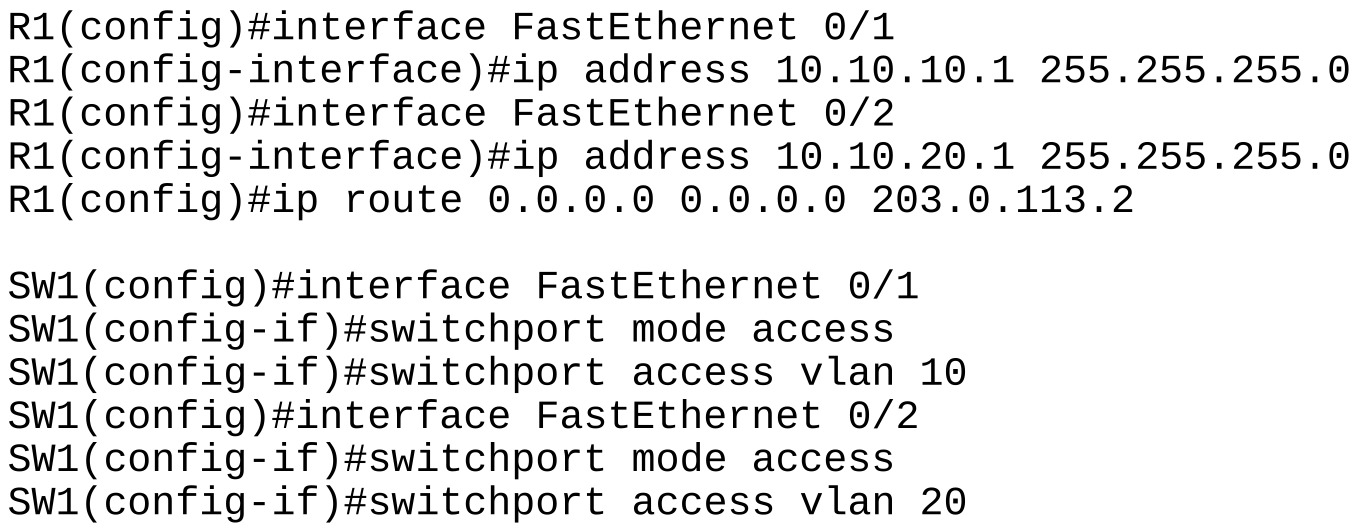 R1(config)#interface FastEthernet 0/1
R1(config-interface)#ip address 10.10.10.1 255.255.255.0
R1(config)#interface FastEthernet 0/2
R1(config-interface)#ip address 10.10.20.1 255.255.255.0
R1(config)#ip route 0.0.0.0 0.0.0.0 203.0.113.2

SW1(config)#interface FastEthernet 0/1
SW1(config-if)#switchport mode access
SW1(config-if)#switchport access vlan 10
SW1(config)#interface FastEthernet 0/2
SW1(config-if)#switchport mode access
SW1(config-if)#switchport access vlan 20